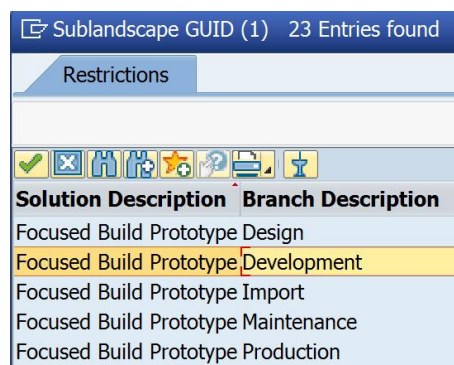 Sublandscape GUID (1) 23 Entries found
Restrictions
Solution Description Branch Description
Focused Build Prototype Design
Focused Build Prototype Development
Focused Build Prototype Import
Focused Build Prototype Maintenance
Focused Build Prototype Production